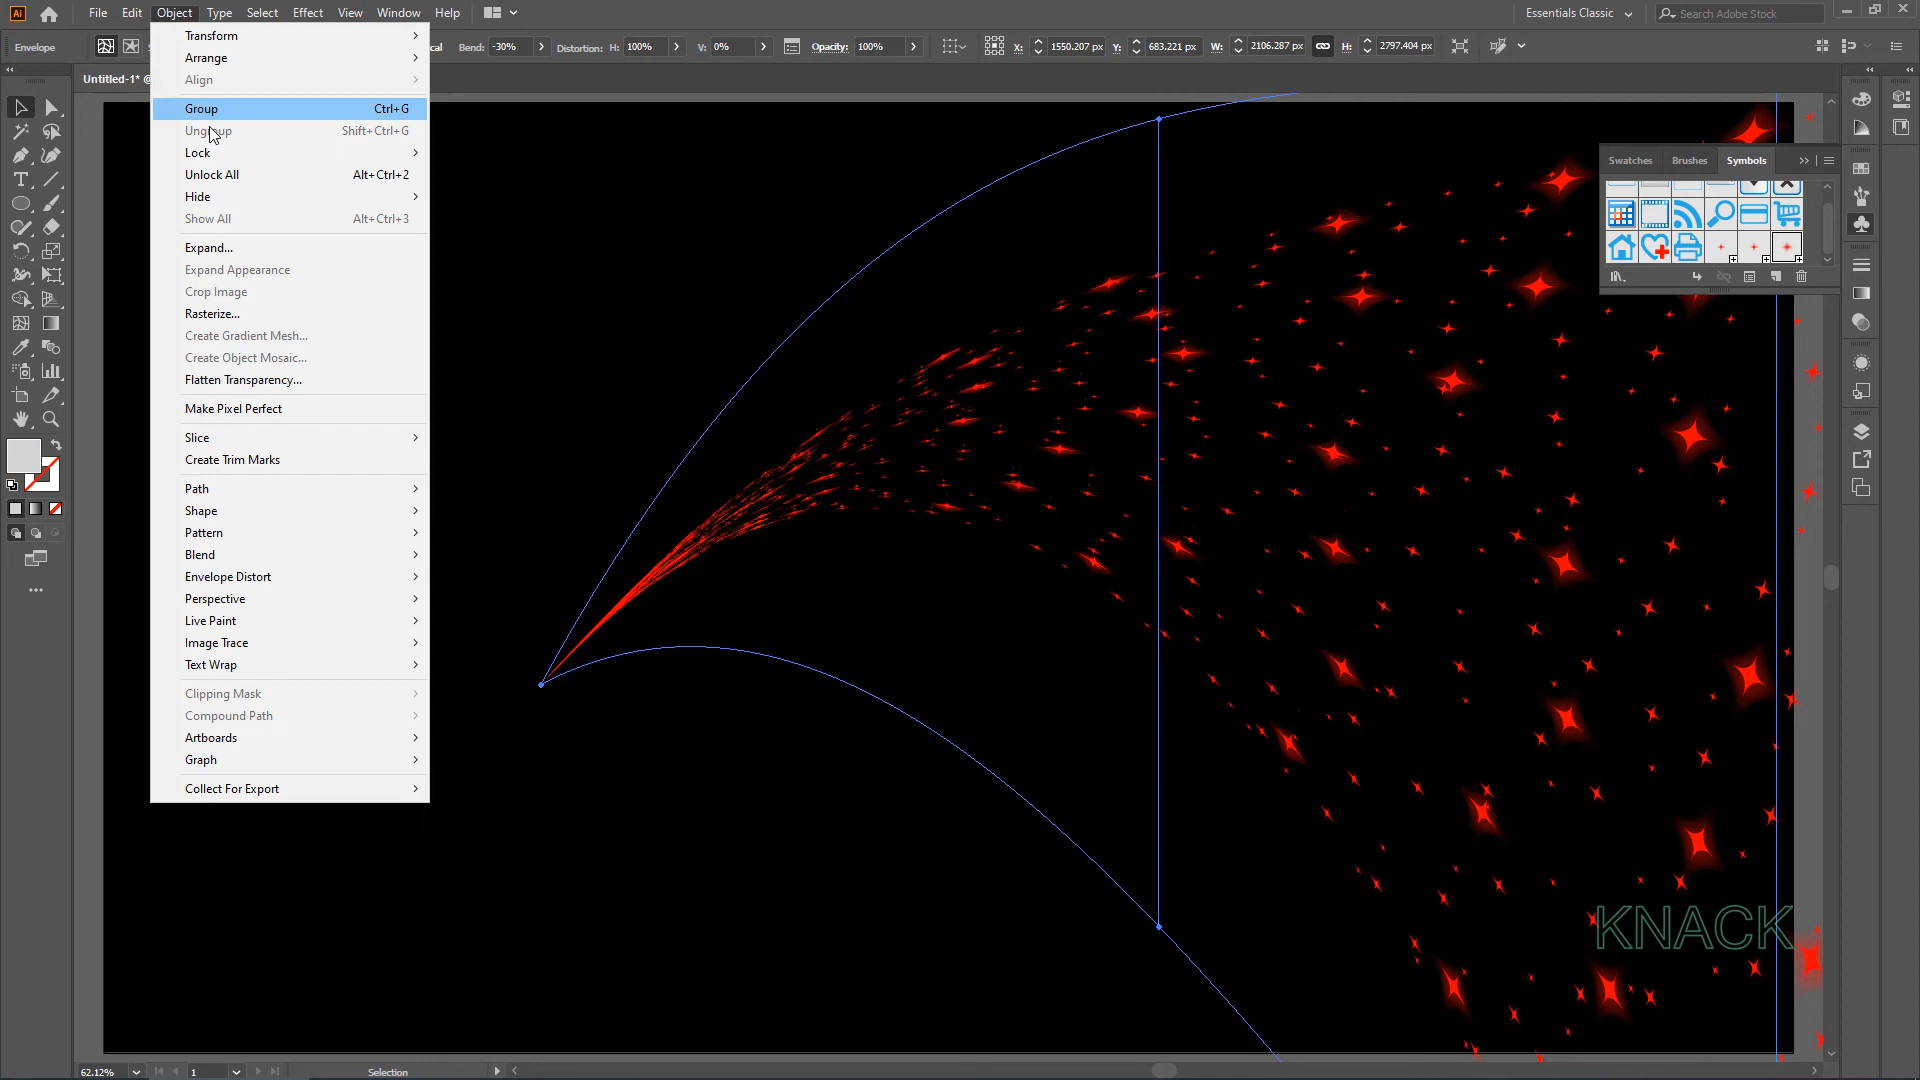 Ai File Edit Object Type Select Effect View Window Help Essentials Classic Search Adobe Stock
Envelope Bend: -30% Distortion: H: 100% V: 0% Opacity: 100% X: 1550.207 px Y: 683.221 px W: 2106.287 px H: 2797.404 px
Untitled-1* @
Transform
Arrange
Align
Group Ctrl+G
Ungroup Shift+Ctrl+G
Lock
Unlock All Alt+Ctrl+2
Hide
Show All Alt+Ctrl+3
Expand...
Expand Appearance
Crop Image
Rasterize...
Create Gradient Mesh...
Create Object Mosaic...
Flatten Transparency...
Make Pixel Perfect
Slice
Create Trim Marks
Path
Shape
Pattern
Blend
Envelope Distort
Perspective
Live Paint
Image Trace
Text Wrap
Clipping Mask
Compound Path
Artboards
Graph
Collect For Export
Swatches Brushes Symbols
KNACK
62.12% 1 Selection